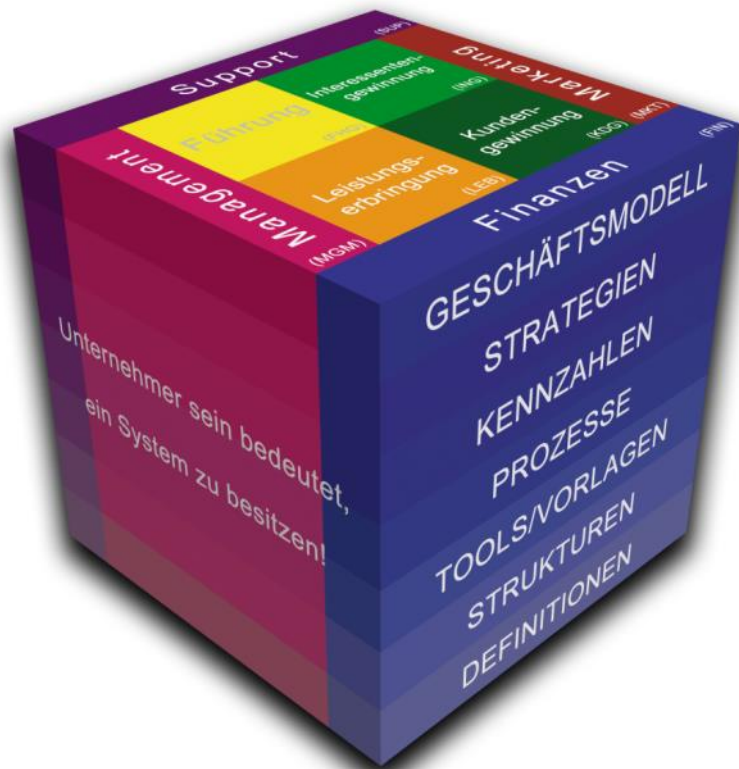 Support
(SUP)
Führung
(FHG)
Interessenten-
gewinnung
(ING)
Marketing
(MKT)
Management
(MGM)
Leistungs-
erbringung
(LEB)
Kunden-
gewinnung
(KDG)
Finanzen
(FIN)
GESCHÄFTSMODELL
STRATEGIEN
KENNZAHLEN
PROZESSE
TOOLS/VORLAGEN
STRUKTUREN
DEFINITIONEN
Unternehmer sein bedeutet,
ein System zu besitzen!